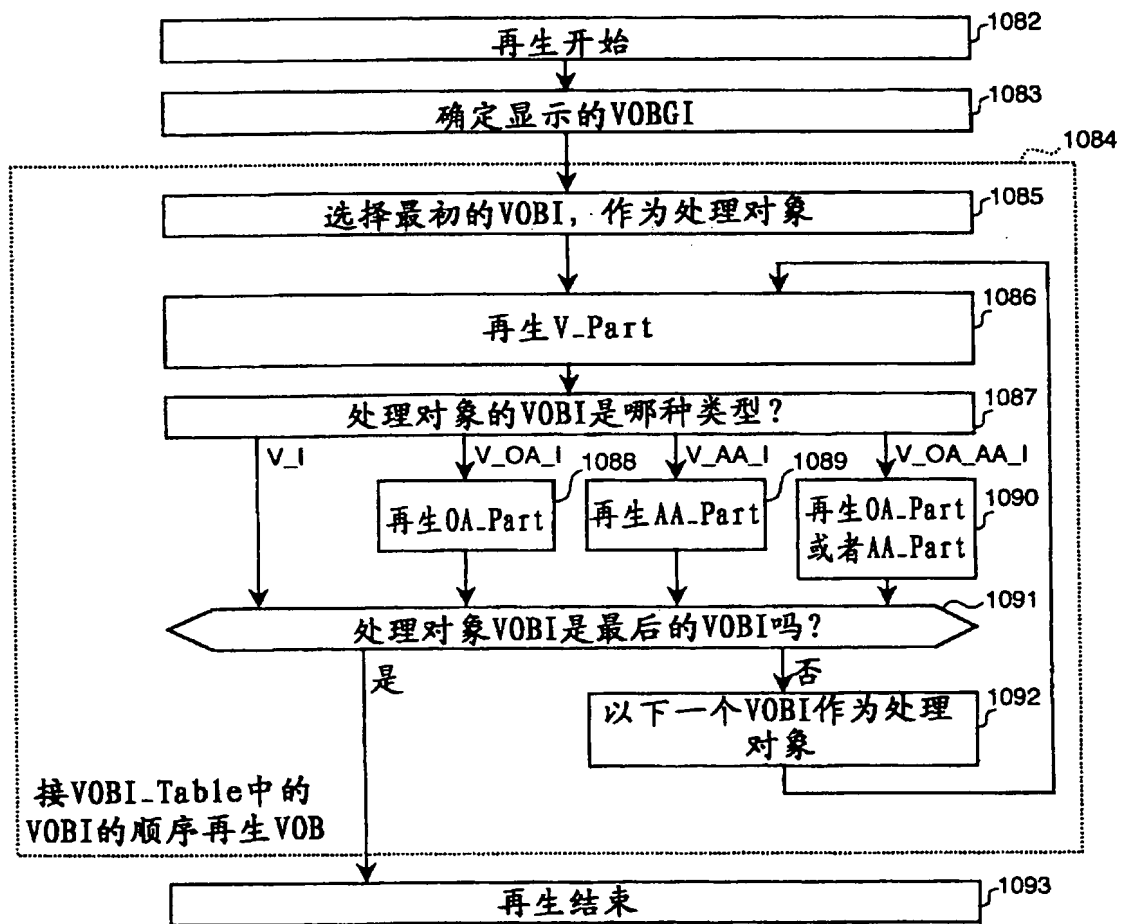 再生开始
1082
确定显示的VOBGI
1083
1084
选择最初的VOBI, 作为处理对象
1085
再生V_Part
1086
处理对象的VOBI是哪种类型?
1087
V_I
V_OA_I
V_AA_I
V_OA_AA_I
1088
1089
1090
再生OA_Part
再生AA_Part
再生OA_Part
或者AA_Part
1091
处理对象VOBI是最后的VOBI吗?
是
否
以下一个VOBI作为处理
对象
1092
接VOBI_Table中的
VOBI的顺序再生VOB
再生结束
1093